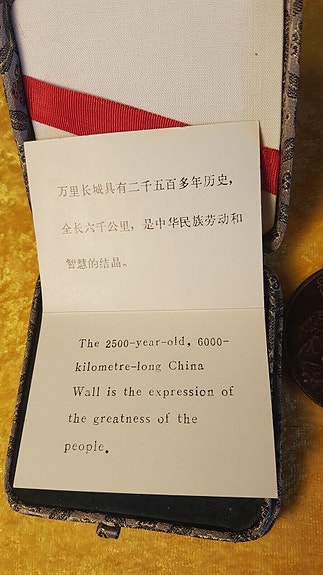 万里长城具有二千五百多年历史，
全长六千公里，是中华民族劳动和
智慧的结晶。
The 2500-year-old, 6000-
kilometre-long China
Wall is the expression of
the greatness of the
people.